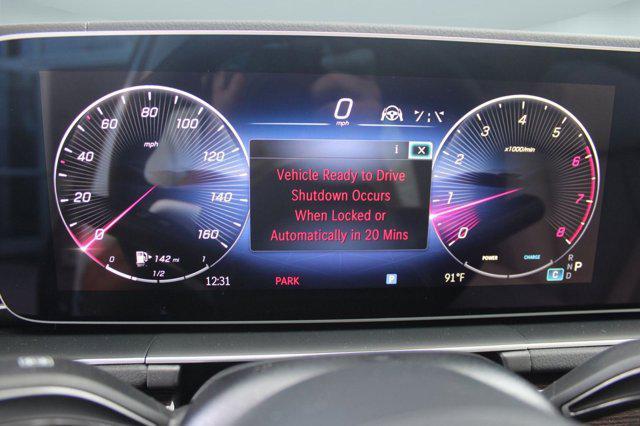 0
mph
i X
Vehicle Ready to Drive
Shutdown Occurs
When Locked or
Automatically in 20 Mins
0
20
40
60
80
100
120
140
160
mph
142 mi
1/2
1
0
1
2
3
4
5
6
7
8
x1000/min
POWER CHARGE
12:31 PARK P 91°F
C
R
N
D
P